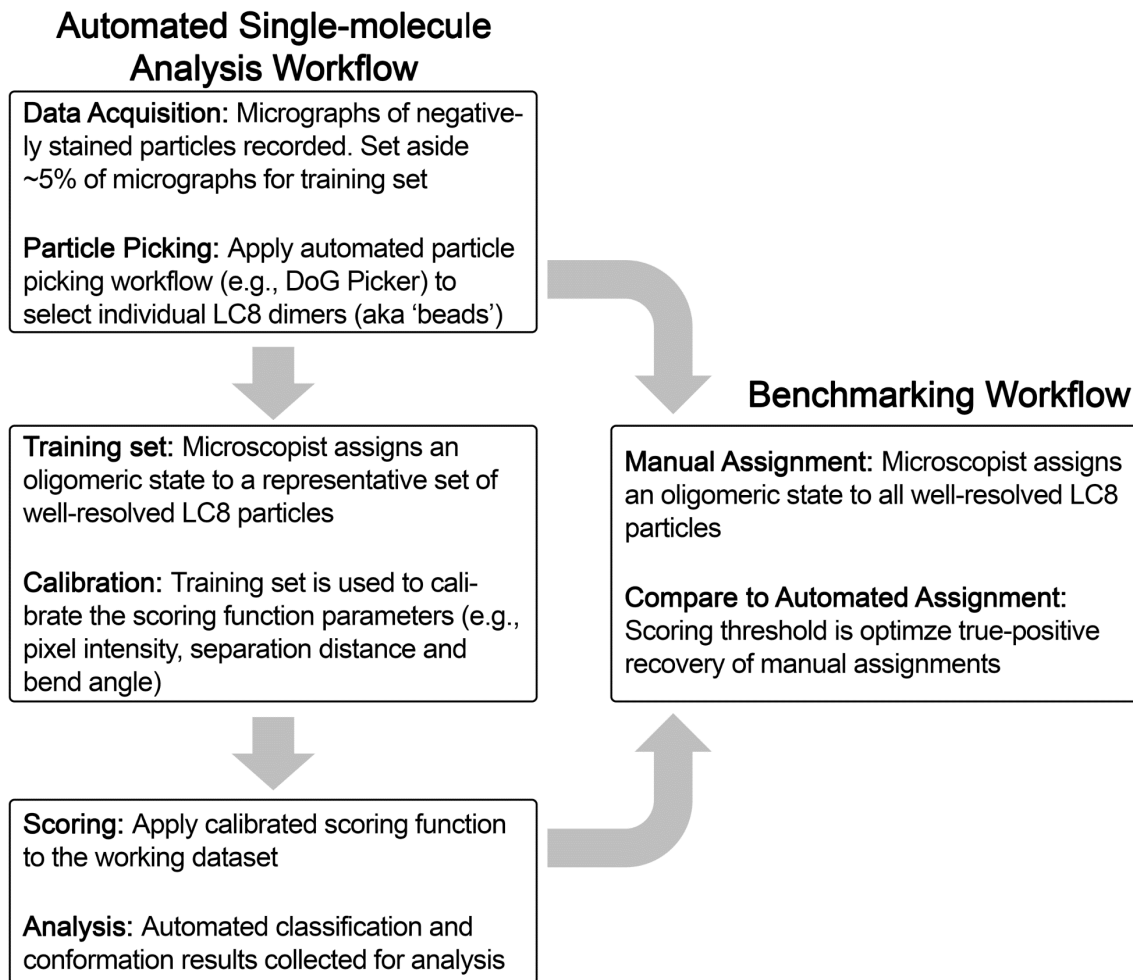 Automated Single-molecule
Analysis Workflow
Data Acquisition: Micrographs of negative-
ly stained particles recorded. Set aside
~5% of micrographs for training set
Particle Picking: Apply automated particle
picking workflow (e.g., DoG Picker) to
select individual LC8 dimers (aka ‘beads’)
Training set: Microscopist assigns an
oligomeric state to a representative set of
well-resolved LC8 particles
Calibration: Training set is used to cali-
brate the scoring function parameters (e.g.,
pixel intensity, separation distance and
bend angle)
Scoring: Apply calibrated scoring function
to the working dataset
Analysis: Automated classification and
conformation results collected for analysis
Benchmarking Workflow
Manual Assignment: Microscopist assigns
an oligomeric state to all well-resolved LC8
particles
Compare to Automated Assignment:
Scoring threshold is optimze true-positive
recovery of manual assignments